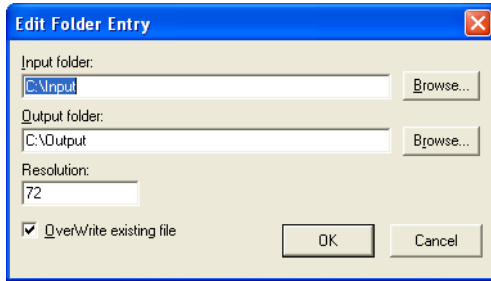 Edit Folder Entry
Input folder:
C:\Input
Browse...
Output folder:
C:\Output
Browse...
Resolution:
72
OverWrite existing file
OK
Cancel